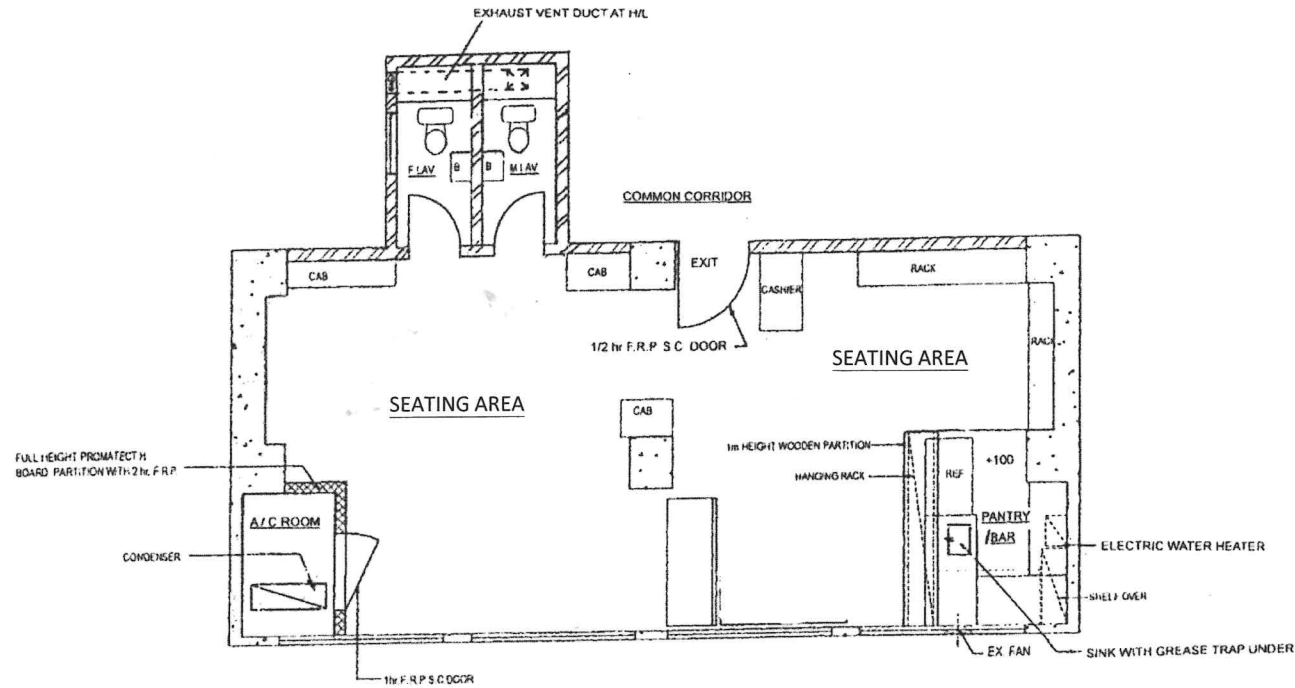 EXHAUST VENT DUCT AT H/L
F.LAV
B
B
M.LAV
COMMON CORRIDOR
CAB
CAB
EXIT
CASHIER
RACK
RACK
1/2 hr F.R.P S.C DOOR
SEATING AREA
SEATING AREA
CAB
FULL HEIGHT PROMATECT H
BOARD PARTITION WITH 2 hr. F.R.P
1m HEIGHT WOODEN PARTITION
HANGING RACK
REF
+100
A/C ROOM
PANTRY
/BAR
CONDENSER
ELECTRIC WATER HEATER
SHELF OVER
EX. FAN
SINK WITH GREASE TRAP UNDER
1hr F.R.P S.C DOOR